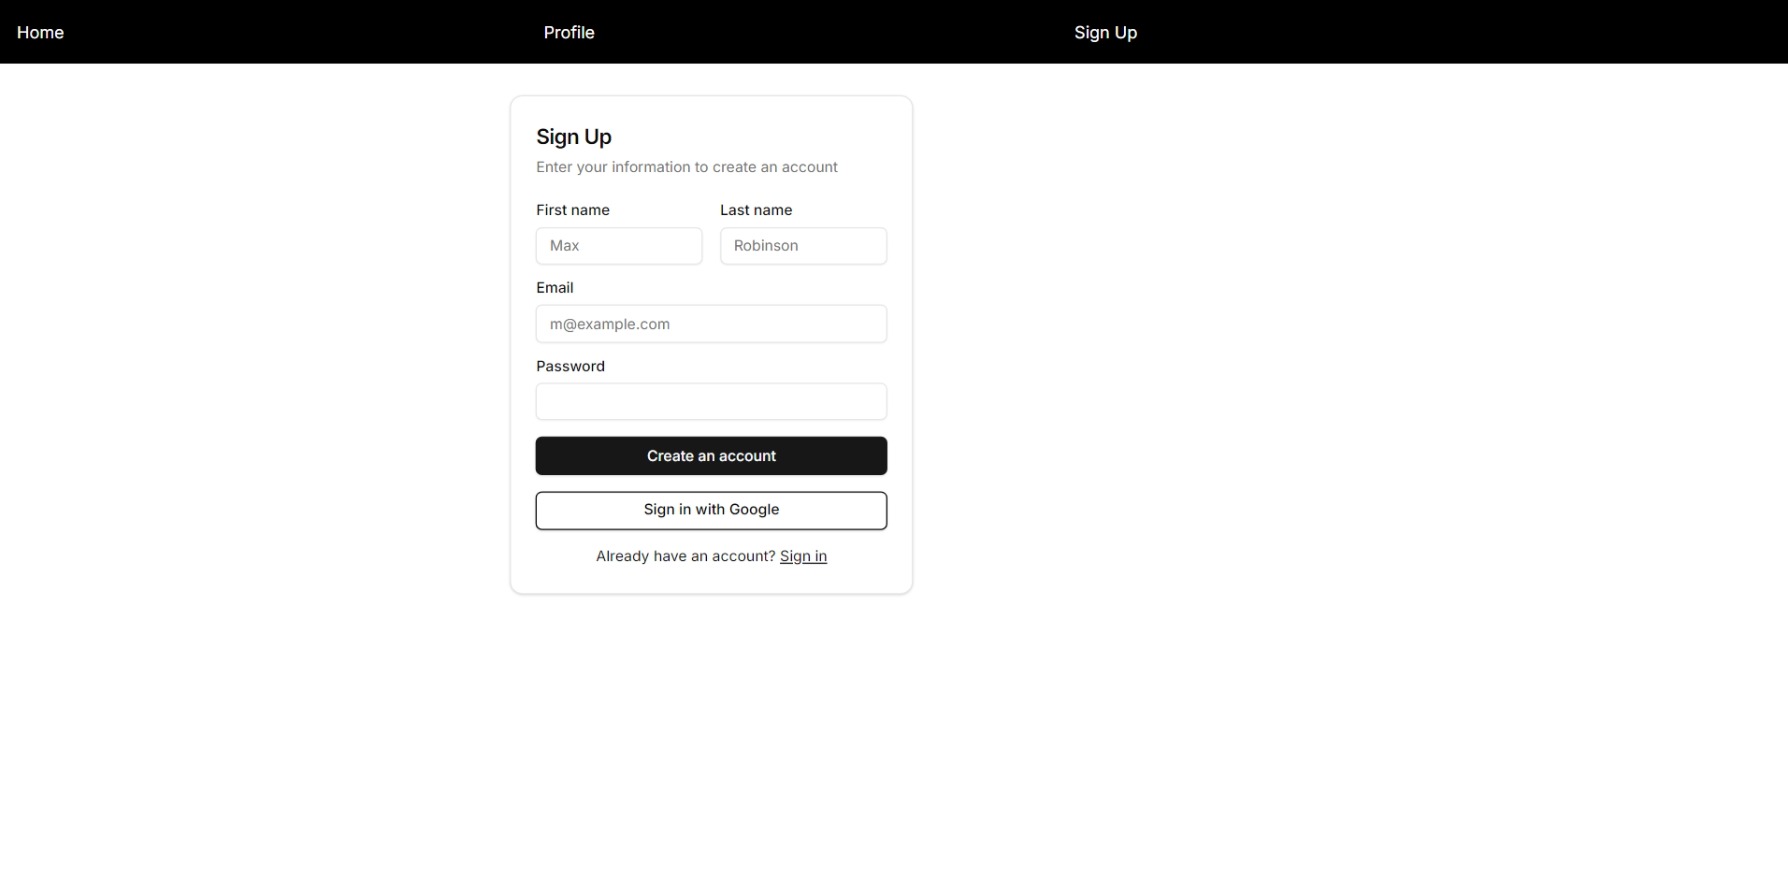 Home Profile Sign Up
Sign Up
Enter your information to create an account
First name Last name
Max Robinson
Email
m@example.com
Password
Create an account
Sign in with Google
Already have an account? Sign in